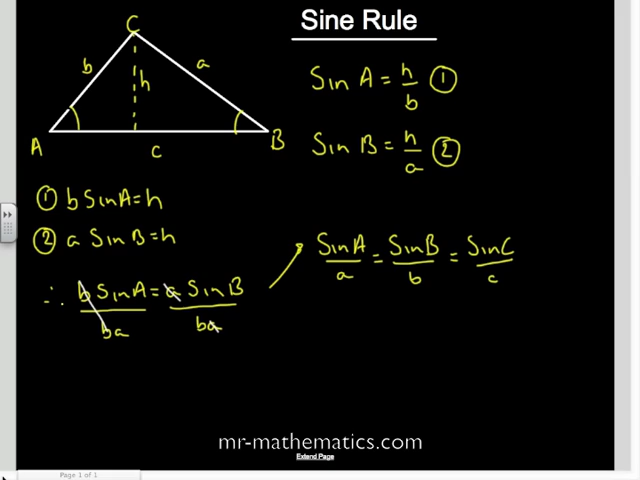 Sine Rule
C
b
h
a
A
c
B
Sin A = h/b ①
Sin B = h/a ②
① b Sin A = h
② a Sin B = h
∴ b Sin A / ba = a Sin B / ba
Sin A / a = Sin B / b = Sin C / c
mr-mathematics.com
Extend Page
Page 1 of 1